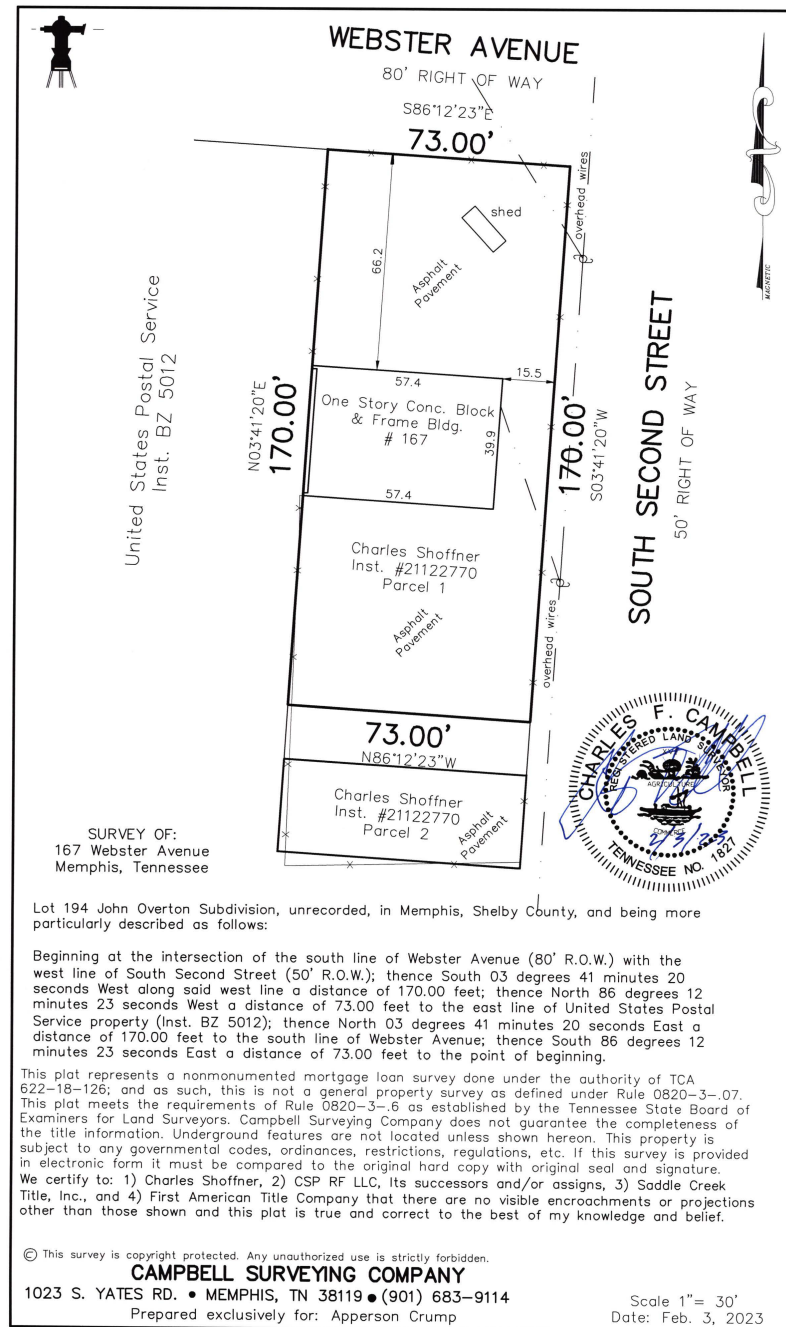 WEBSTER AVENUE
80' RIGHT OF WAY
S86°12'23"E
73.00'
MAGNETIC
overhead wires
shed
66.2
Asphalt
Pavement
United States Postal Service
Inst. BZ 5012
N03°41'20"E
170.00'
57.4
15.5
One Story Conc. Block
& Frame Bldg.
# 167
39.9
57.4
170.00'
S03°41'20"W
SOUTH SECOND STREET
50' RIGHT OF WAY
Charles Shoffner
Inst. #21122770
Parcel 1
Asphalt
Pavement
overhead wires
73.00'
N86°12'23"W
Charles Shoffner
Inst. #21122770
Parcel 2
Asphalt
Pavement
CHARLES F. CAMPBELL
REGISTERED LAND SURVEYOR
XVI
AGRICULTURE
COMMERCE
2/3/23
TENNESSEE NO. 1827
SURVEY OF:
167 Webster Avenue
Memphis, Tennessee
Lot 194 John Overton Subdivision, unrecorded, in Memphis, Shelby County, and being more
particularly described as follows:
Beginning at the intersection of the south line of Webster Avenue (80' R.O.W.) with the
west line of South Second Street (50' R.O.W.); thence South 03 degrees 41 minutes 20
seconds West along said west line a distance of 170.00 feet; thence North 86 degrees 12
minutes 23 seconds West a distance of 73.00 feet to the east line of United States Postal
Service property (Inst. BZ 5012); thence North 03 degrees 41 minutes 20 seconds East a
distance of 170.00 feet to the south line of Webster Avenue; thence South 86 degrees 12
minutes 23 seconds East a distance of 73.00 feet to the point of beginning.
This plat represents a nonmonumented mortgage loan survey done under the authority of TCA
622-18-126; and as such, this is not a general property survey as defined under Rule 0820-3-.07.
This plat meets the requirements of Rule 0820-3-.6 as established by the Tennessee State Board of
Examiners for Land Surveyors. Campbell Surveying Company does not guarantee the completeness of
the title information. Underground features are not located unless shown hereon. This property is
subject to any governmental codes, ordinances, restrictions, regulations, etc. If this survey is provided
in electronic form it must be compared to the original hard copy with original seal and signature.
We certify to: 1) Charles Shoffner, 2) CSP RF LLC, Its successors and/or assigns, 3) Saddle Creek
Title, Inc., and 4) First American Title Company that there are no visible encroachments or projections
other than those shown and this plat is true and correct to the best of my knowledge and belief.
© This survey is copyright protected. Any unauthorized use is strictly forbidden.
CAMPBELL SURVEYING COMPANY
1023 S. YATES RD. • MEMPHIS, TN 38119 • (901) 683-9114
Prepared exclusively for: Apperson Crump
Scale 1"= 30'
Date: Feb. 3, 2023